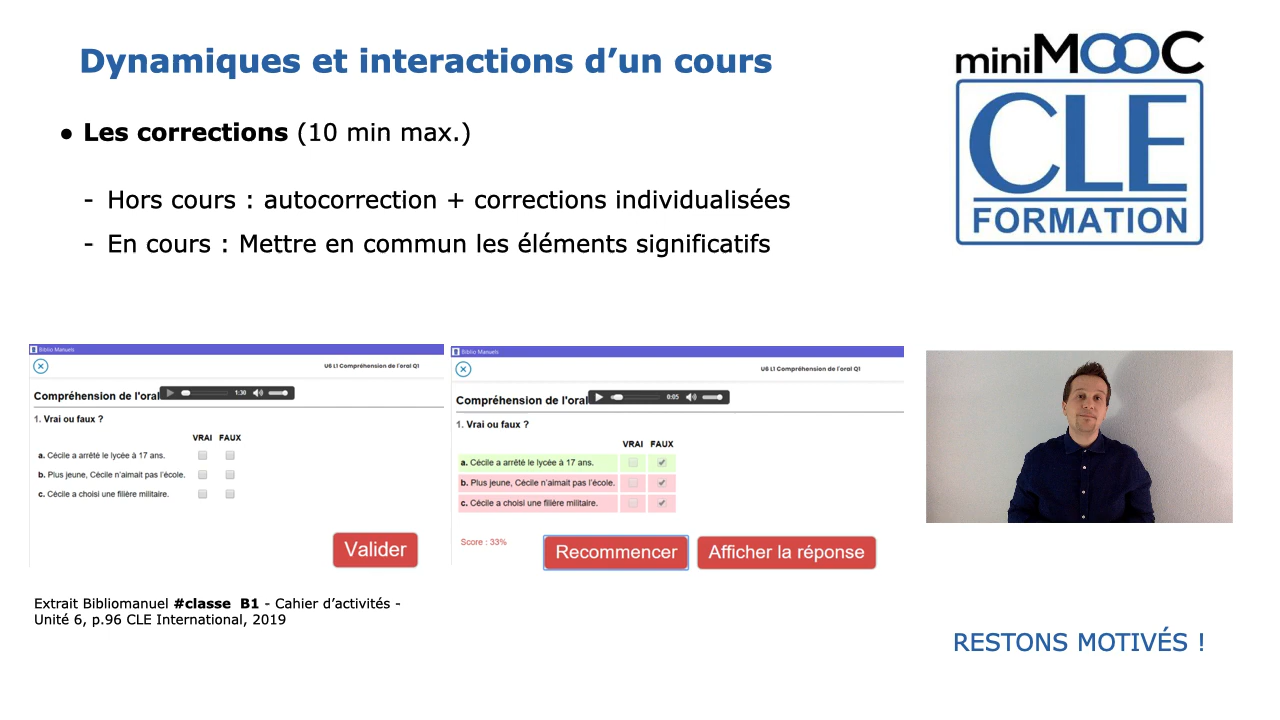 Dynamiques et interactions d’un cours
miniMOOC
CLE
FORMATION
● Les corrections (10 min max.)
- Hors cours : autocorrection + corrections individualisées
- En cours : Mettre en commun les éléments significatifs
Biblio Manuels
U6 L1 Compréhension de l'oral Q1
Compréhension de l'oral
1:30
1. Vrai ou faux ?
VRAI FAUX
a. Cécile a arrêté le lycée à 17 ans.
b. Plus jeune, Cécile n'aimait pas l'école.
c. Cécile a choisi une filière militaire.
Valider
Biblio Manuels
U6 L1 Compréhension de l'oral Q1
Compréhension de l'oral
0:05
1. Vrai ou faux ?
VRAI FAUX
a. Cécile a arrêté le lycée à 17 ans.
b. Plus jeune, Cécile n'aimait pas l'école.
c. Cécile a choisi une filière militaire.
Score : 33%
Recommencer
Afficher la réponse
Extrait Bibliomanuel #classe B1 - Cahier d’activités -
Unité 6, p.96 CLE International, 2019
RESTONS MOTIVÉS !